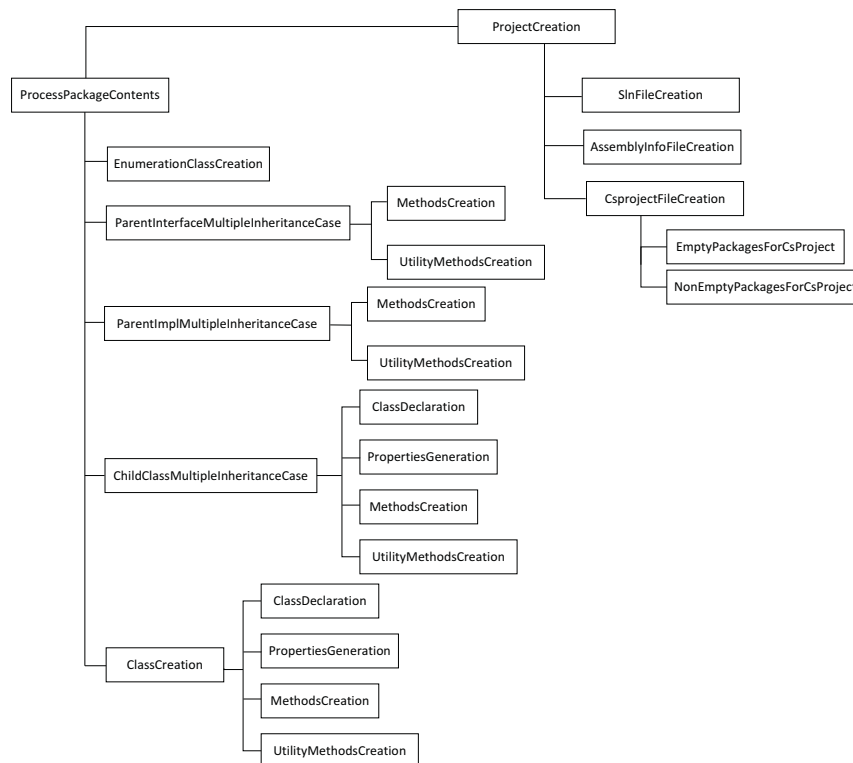 ProjectCreation
ProcessPackageContents
SlnFileCreation
AssemblyInfoFileCreation
EnumerationClassCreation
CsprojectFileCreation
MethodsCreation
ParentInterfaceMultipleInheritanceCase
EmptyPackagesForCsProject
UtilityMethodsCreation
NonEmptyPackagesForCsProject
MethodsCreation
ParentImplMultipleInheritanceCase
UtilityMethodsCreation
ClassDeclaration
PropertiesGeneration
ChildClassMultipleInheritanceCase
MethodsCreation
UtilityMethodsCreation
ClassDeclaration
PropertiesGeneration
ClassCreation
MethodsCreation
UtilityMethodsCreation